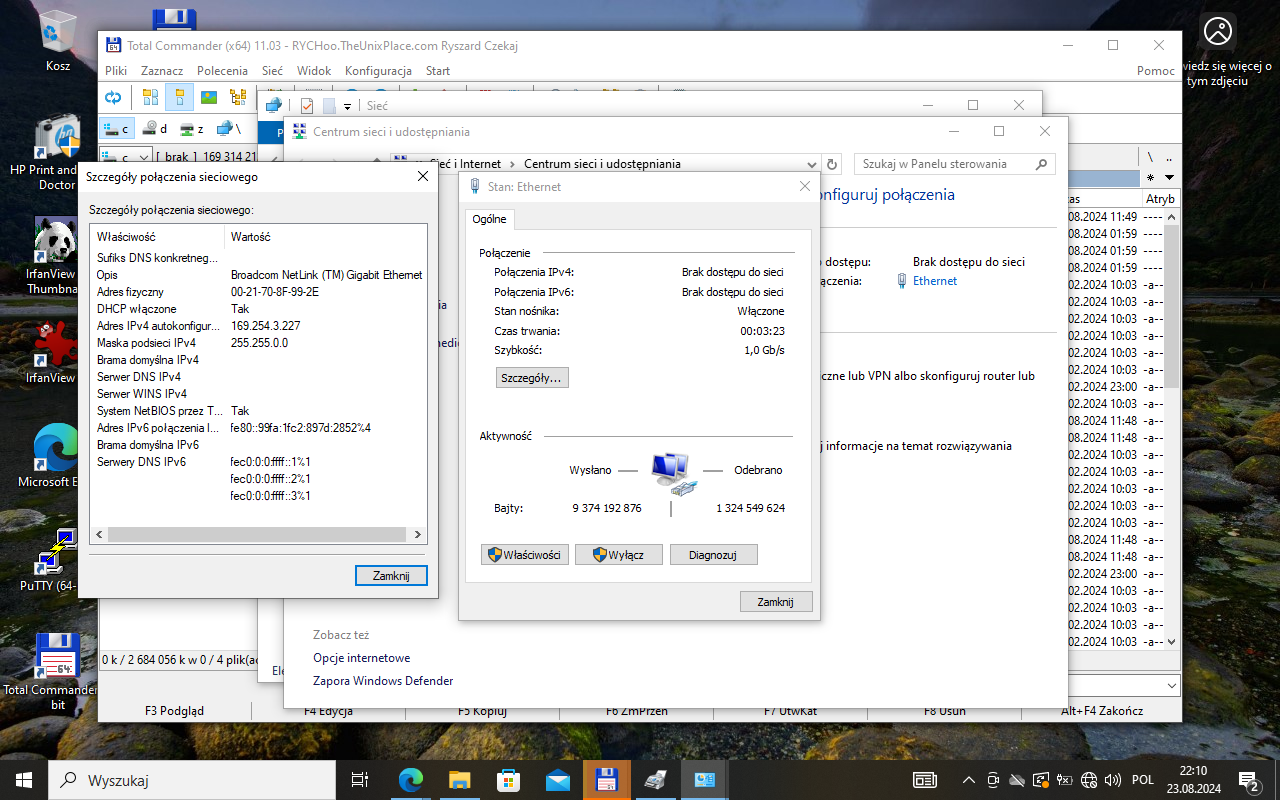 Kosz
HP Print and
Doctor
IrfanView
Thumbna
IrfanView
Microsoft E
PuTTY (64-
Total Commander
bit
wiedz się więcej o
tym zdjęciu
Total Commander (x64) 11.03 - RYCHoo.TheUnixPlace.com Ryszard Czekaj
Pliki Zaznacz Polecenia Sieć Widok Konfiguracja Start Pomoc
c d z \
c [ brak ] 169 314 21
\ ..
* 
Sieć
P
Centrum sieci i udostępniania
Sieć i Internet > Centrum sieci i udostępniania
Szukaj w Panelu sterowania
onfiguruj połączenia
o dostępu: Brak dostępu do sieci
łączenia: Ethernet
czne lub VPN albo skonfiguruj router lub
j informacje na temat rozwiązywania
ia
medic
Zobacz też
Opcje internetowe
Zapora Windows Defender
Ele
Szczegóły połączenia sieciowego
Szczegóły połączenia sieciowego:
Właściwość Wartość
Sufiks DNS konkretneg...
Opis Broadcom NetLink (TM) Gigabit Ethernet
Adres fizyczny 00-21-70-8F-99-2E
DHCP włączone Tak
Adres IPv4 autokonfigur... 169.254.3.227
Maska podsieci IPv4 255.255.0.0
Brama domyślna IPv4
Serwer DNS IPv4
Serwer WINS IPv4
System NetBIOS przez T... Tak
Adres IPv6 połączenia l... fe80::99fa:1fc2:897d:2852%4
Brama domyślna IPv6
Serwery DNS IPv6 fec0:0:0:ffff::1%1
fec0:0:0:ffff::2%1
fec0:0:0:ffff::3%1
Zamknij
Stan: Ethernet
Ogólne
Połączenie
Połączenia IPv4: Brak dostępu do sieci
Połączenia IPv6: Brak dostępu do sieci
Stan nośnika: Włączone
Czas trwania: 00:03:23
Szybkość: 1,0 Gb/s
Szczegóły...
Aktywność
Wysłano Odebrano
Bajty: 9 374 192 876 1 324 549 624
Właściwości Wyłącz Diagnozuj
Zamknij
zas Atryb
08.2024 11:49 ----
08.2024 01:59 ----
08.2024 01:59 ----
08.2024 01:59 ----
02.2024 10:03 -a--
02.2024 10:03 -a--
02.2024 10:03 -a--
02.2024 10:03 -a--
02.2024 10:03 -a--
02.2024 10:03 -a--
02.2024 23:00 -a--
02.2024 10:03 -a--
08.2024 11:48 -a--
08.2024 11:48 -a--
02.2024 10:03 -a--
02.2024 10:03 -a--
02.2024 10:03 -a--
02.2024 10:03 -a--
02.2024 10:03 -a--
08.2024 11:48 -a--
08.2024 11:48 -a--
02.2024 23:00 -a--
02.2024 10:03 -a--
02.2024 10:03 -a--
02.2024 10:03 -a--
02.2024 10:03 -a--
0 k / 2 684 056 k w 0 / 4 plik(ac
F3 Podgląd F4 Edycja F5 Kopiuj F6 ZmPrzen F7 UtwKat F8 Usuń Alt+F4 Zakończ
Wyszukaj
POL
22:10
23.08.2024
2